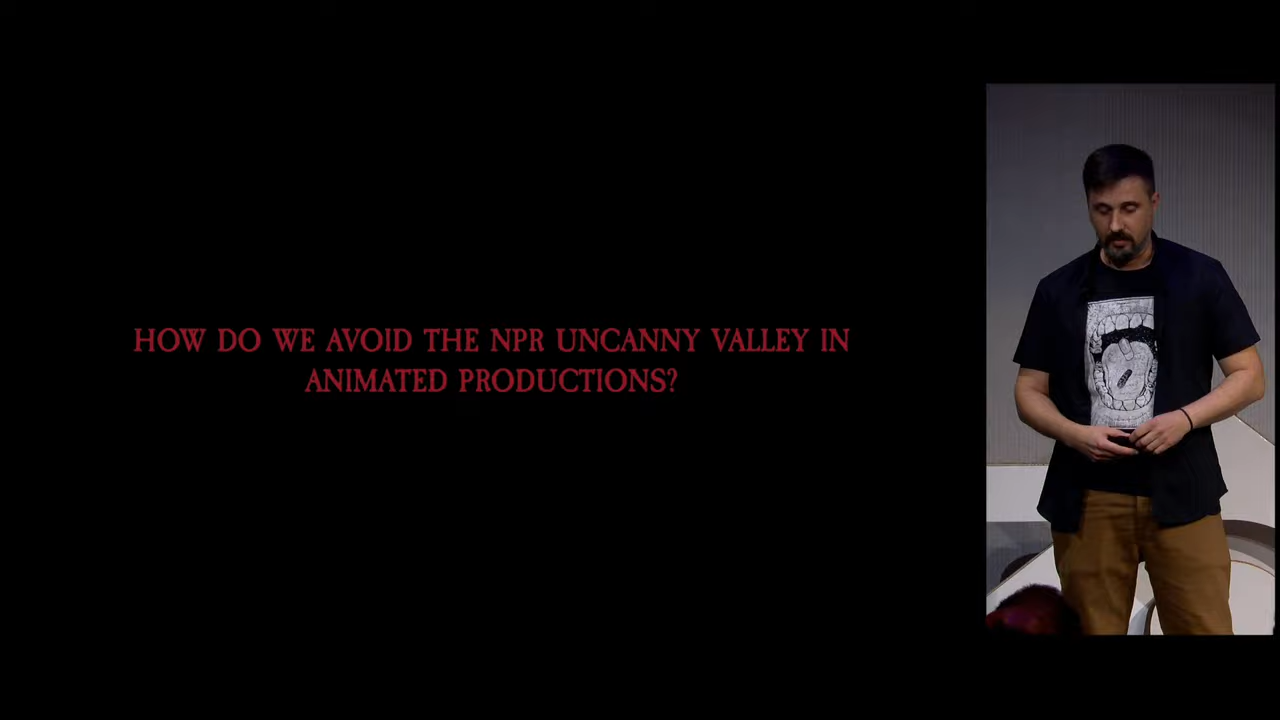 HOW DO WE AVOID THE NPR UNCANNY VALLEY IN
ANIMATED PRODUCTIONS?